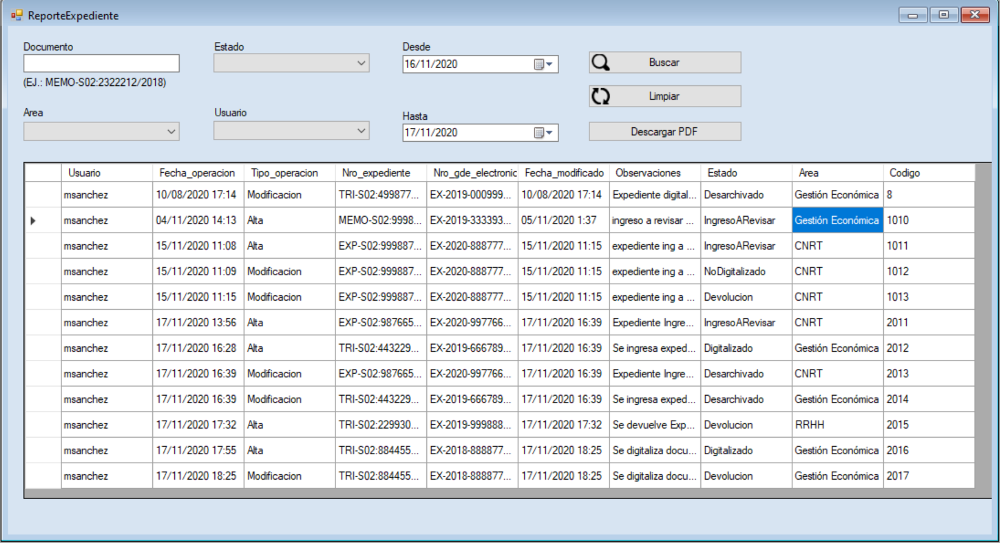 ReporteExpediente
Documento Estado Desde
16/11/2020 Buscar
(EJ.: MEMO-S02:2322212/2018)
Limpiar
Area Usuario Hasta
17/11/2020 Descargar PDF
Usuario Fecha_operacion Tipo_operacion Nro_expediente Nro_gde_electronic Fecha_modificado Observaciones Estado Area Codigo
msanchez 10/08/2020 17:14 Modificacion TRI-S02:499877... EX-2019-000999... 10/08/2020 17:14 Expediente digital... Desarchivado Gestión Económica 8
msanchez 04/11/2020 14:13 Alta MEMO-S02:9998... EX-2019-333393... 05/11/2020 1:37 ingreso a revisar ... IngresoARevisar Gestión Económica 1010
msanchez 15/11/2020 11:08 Alta EXP-S02:999887... EX-2020-888777... 15/11/2020 11:15 expediente ing a ... IngresoARevisar CNRT 1011
msanchez 15/11/2020 11:09 Modificacion EXP-S02:999887... EX-2020-888777... 15/11/2020 11:15 expediente ing a ... NoDigitalizado CNRT 1012
msanchez 15/11/2020 11:15 Modificacion EXP-S02:999887... EX-2020-888777... 15/11/2020 11:15 expediente ing a ... Devolucion CNRT 1013
msanchez 17/11/2020 13:56 Alta EXP-S02:987665... EX-2020-997766... 17/11/2020 16:39 Expediente Ingre... IngresoARevisar CNRT 2011
msanchez 17/11/2020 16:28 Alta TRI-S02:443229... EX-2019-666789... 17/11/2020 16:39 Se ingresa exped... Digitalizado Gestión Económica 2012
msanchez 17/11/2020 16:39 Modificacion EXP-S02:987665... EX-2020-997766... 17/11/2020 16:39 Expediente Ingre... Desarchivado CNRT 2013
msanchez 17/11/2020 16:39 Modificacion TRI-S02:443229... EX-2019-666789... 17/11/2020 16:39 Se ingresa exped... Desarchivado Gestión Económica 2014
msanchez 17/11/2020 17:32 Alta TRI-S02:229930... EX-2019-999888... 17/11/2020 17:32 Se devuelve Exp... Devolucion RRHH 2015
msanchez 17/11/2020 17:55 Alta TRI-S02:884455... EX-2018-888877... 17/11/2020 18:25 Se digitaliza docu... Digitalizado Gestión Económica 2016
msanchez 17/11/2020 18:25 Modificacion TRI-S02:884455... EX-2018-888877... 17/11/2020 18:25 Se digitaliza docu... Devolucion Gestión Económica 2017